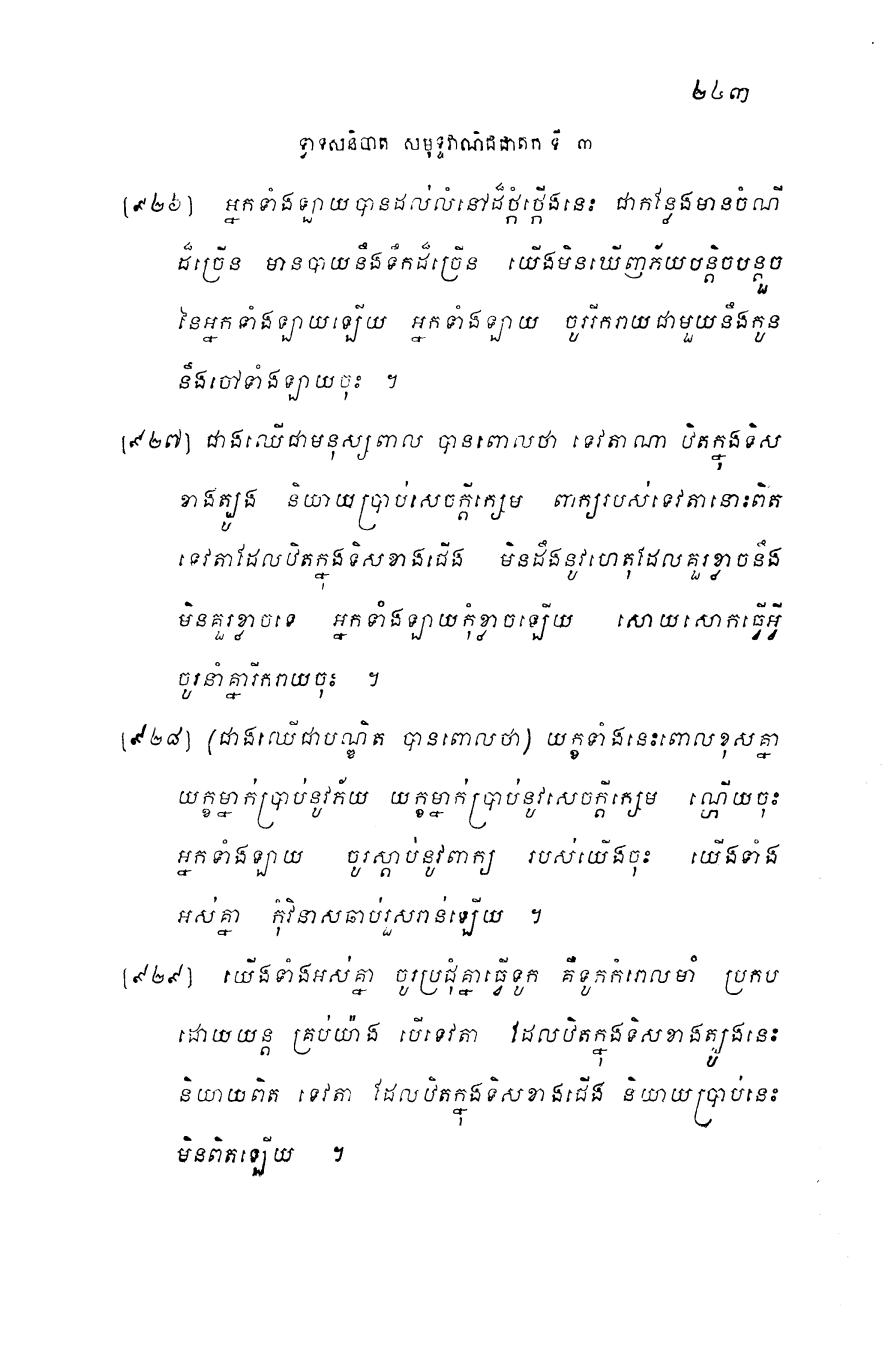 ២៤៣
ទ្វាទសនិបាត សមុទ្ទវាណិជជាតក ទី ៣
[៩២៦] អ្នកទាំងឡាយបានដល់លំនៅដ៏ថ្កុំថ្កើងនេះ ជាកន្លែងមានចំណី
ដ៏ច្រើន មានបាយនឹងទឹកដ៏ច្រើន យើងមិនឃើញភ័យបន្តិចបន្តួច
នៃអ្នកទាំងឡាយឡើយ អ្នកទាំងឡាយ ចូររីករាយជាមួយនឹងកូន
នឹងចៅទាំងឡាយចុះ ។
[៩២៧] ជាងឈើជាមនុស្សពាល បានពោលថា ទេវតាណា ឋិតក្នុងទិស
ខាងត្បូង និយាយប្រាប់សេចក្តីក្សេម ពាក្យរបស់ទេវតានោះពិត
ទេវតាដែលឋិតក្នុងទិសខាងជើង មិនដឹងនូវហេតុដែលគួរខ្លាចនឹង
មិនគួរខ្លាចទេ អ្នកទាំងឡាយកុំខ្លាចឡើយ សោយសោកធ្វើអ្វី
ចូរនាំគ្នារីករាយចុះ ។
[៩២៨] (ជាងឈើជាបណ្ឌិត បានពោលថា) យក្ខទាំងនេះពោលខុសគ្នា
យក្ខម្នាក់ប្រាប់នូវភ័យ យក្ខម្នាក់ប្រាប់នូវសេចក្តីក្សេម ណ្ហើយចុះ
អ្នកទាំងឡាយ ចូរស្តាប់នូវពាក្យ របស់យើងចុះ យើងទាំង
អស់គ្នា កុំវិនាសឆាប់រួសរាន់ឡើយ ។
[៩២៩] យើងទាំងអស់គ្នា ចូរប្រជុំគ្នាធ្វើទូក គឺទូកកំពោលមាំ ប្រកប
ដោយយន្ត គ្រប់យ៉ាង បើទេវតា ដែលឋិតក្នុងទិសខាងត្បូងនេះ
និយាយពិត ទេវតា ដែលឋិតក្នុងទិសខាងជើង និយាយប្រាប់នេះ
មិនពិតឡើយ ។